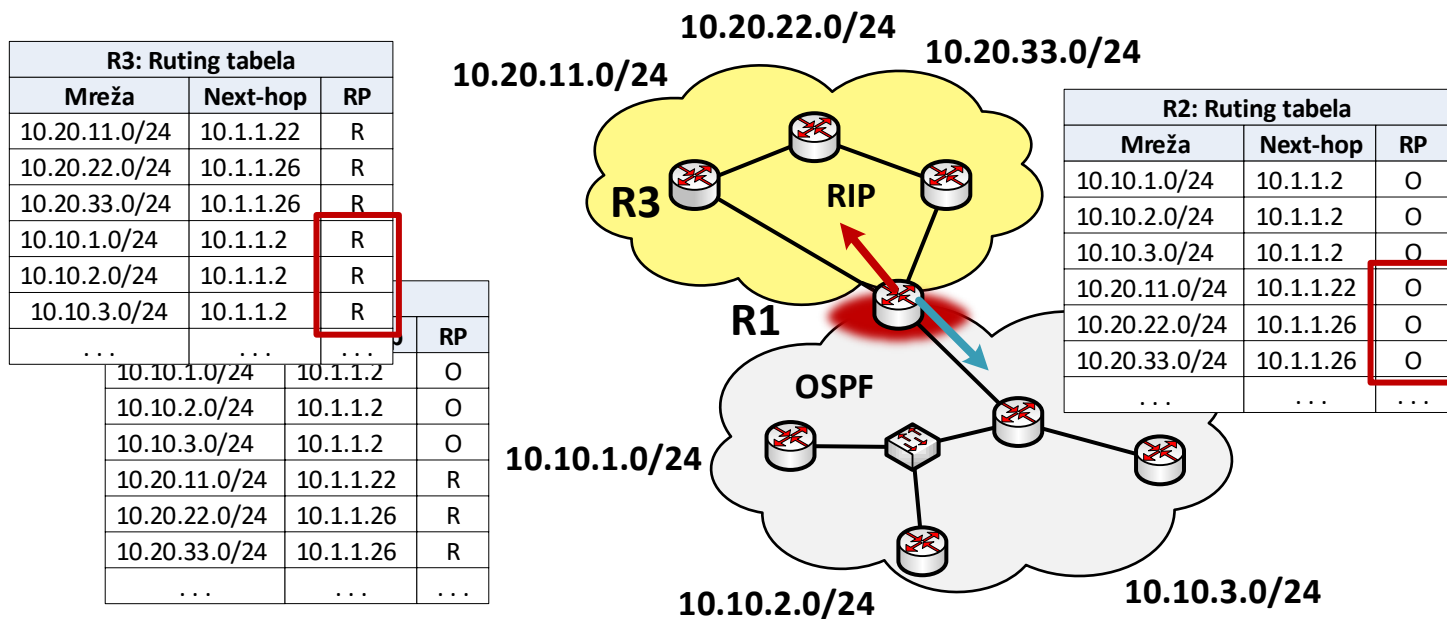 10.20.22.0/24
10.20.11.0/24
10.20.33.0/24
R3: Ruting tabela
Mreža Next-hop RP
10.20.11.0/24 10.1.1.22 R
10.20.22.0/24 10.1.1.26 R
10.20.33.0/24 10.1.1.26 R
10.10.1.0/24 10.1.1.2 R
10.10.2.0/24 10.1.1.2 R
10.10.3.0/24 10.1.1.2 R
. . . . . . . . .
RP
10.10.1.0/24 10.1.1.2 O
10.10.2.0/24 10.1.1.2 O
10.10.3.0/24 10.1.1.2 O
10.20.11.0/24 10.1.1.22 R
10.20.22.0/24 10.1.1.26 R
10.20.33.0/24 10.1.1.26 R
. . . . . . . . .
R3
RIP
R1
OSPF
10.10.1.0/24
10.10.2.0/24
10.10.3.0/24
R2: Ruting tabela
Mreža Next-hop RP
10.10.1.0/24 10.1.1.2 O
10.10.2.0/24 10.1.1.2 O
10.10.3.0/24 10.1.1.2 O
10.20.11.0/24 10.1.1.22 O
10.20.22.0/24 10.1.1.26 O
10.20.33.0/24 10.1.1.26 O
. . . . . . . . .